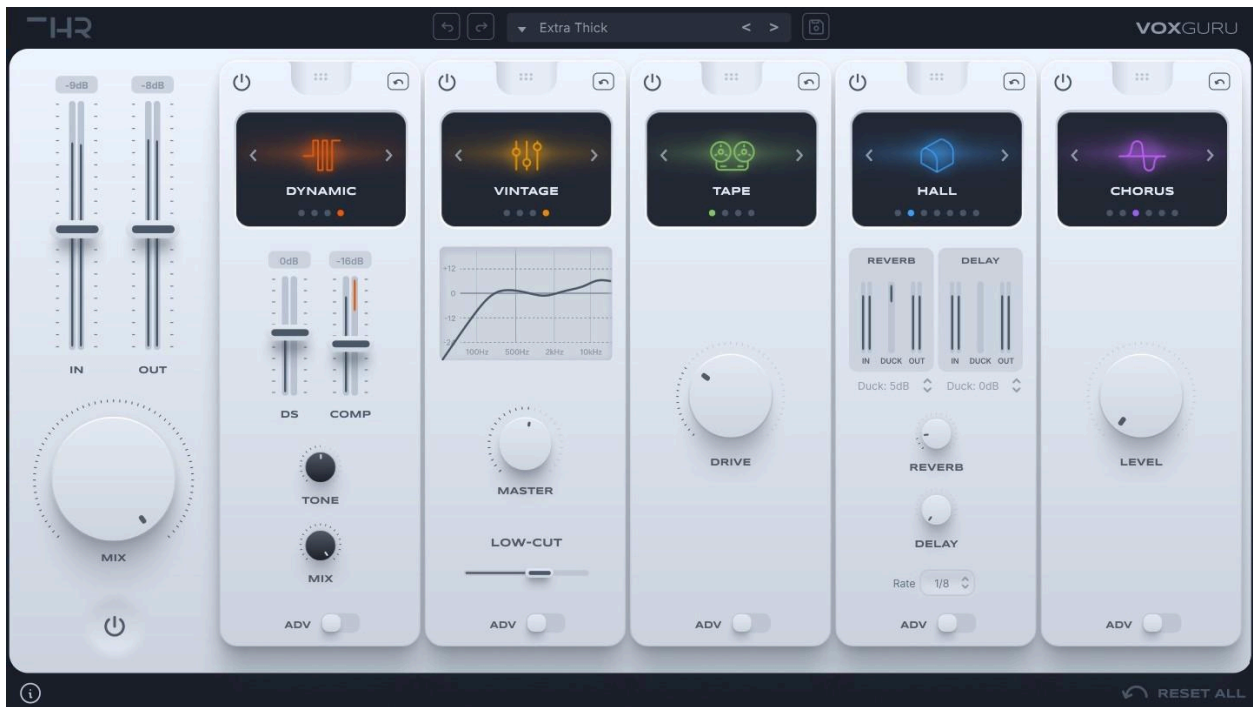 THR
Extra Thick
< >
VOXGURU
-9dB -8dB
IN OUT
MIX
DYNAMIC
0dB -16dB
DS COMP
TONE
MIX
ADV
VINTAGE
+12
0
-12
-24
100Hz 500Hz 2kHz 10kHz
MASTER
LOW-CUT
ADV
TAPE
DRIVE
ADV
HALL
REVERB DELAY
IN DUCK OUT IN DUCK OUT
Duck: 5dB Duck: 0dB
REVERB
DELAY
Rate 1/8
ADV
CHORUS
LEVEL
ADV
i
RESET ALL